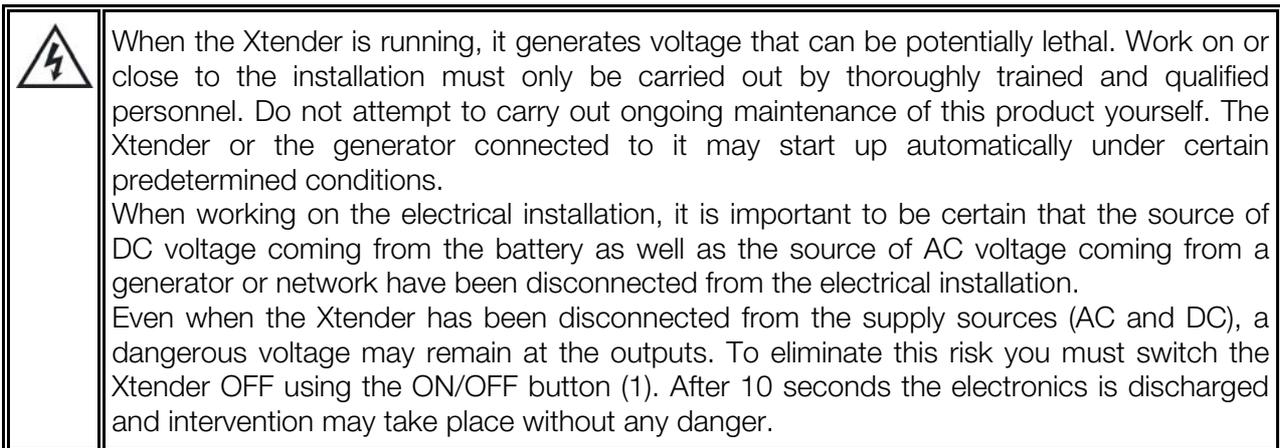 When the Xtender is running, it generates voltage that can be potentially lethal. Work on or
close to the installation must only be carried out by thoroughly trained and qualified
personnel. Do not attempt to carry out ongoing maintenance of this product yourself. The
Xtender or the generator connected to it may start up automatically under certain
predetermined conditions.
When working on the electrical installation, it is important to be certain that the source of
DC voltage coming from the battery as well as the source of AC voltage coming from a
generator or network have been disconnected from the electrical installation.
Even when the Xtender has been disconnected from the supply sources (AC and DC), a
dangerous voltage may remain at the outputs. To eliminate this risk you must switch the
Xtender OFF using the ON/OFF button (1). After 10 seconds the electronics is discharged
and intervention may take place without any danger.